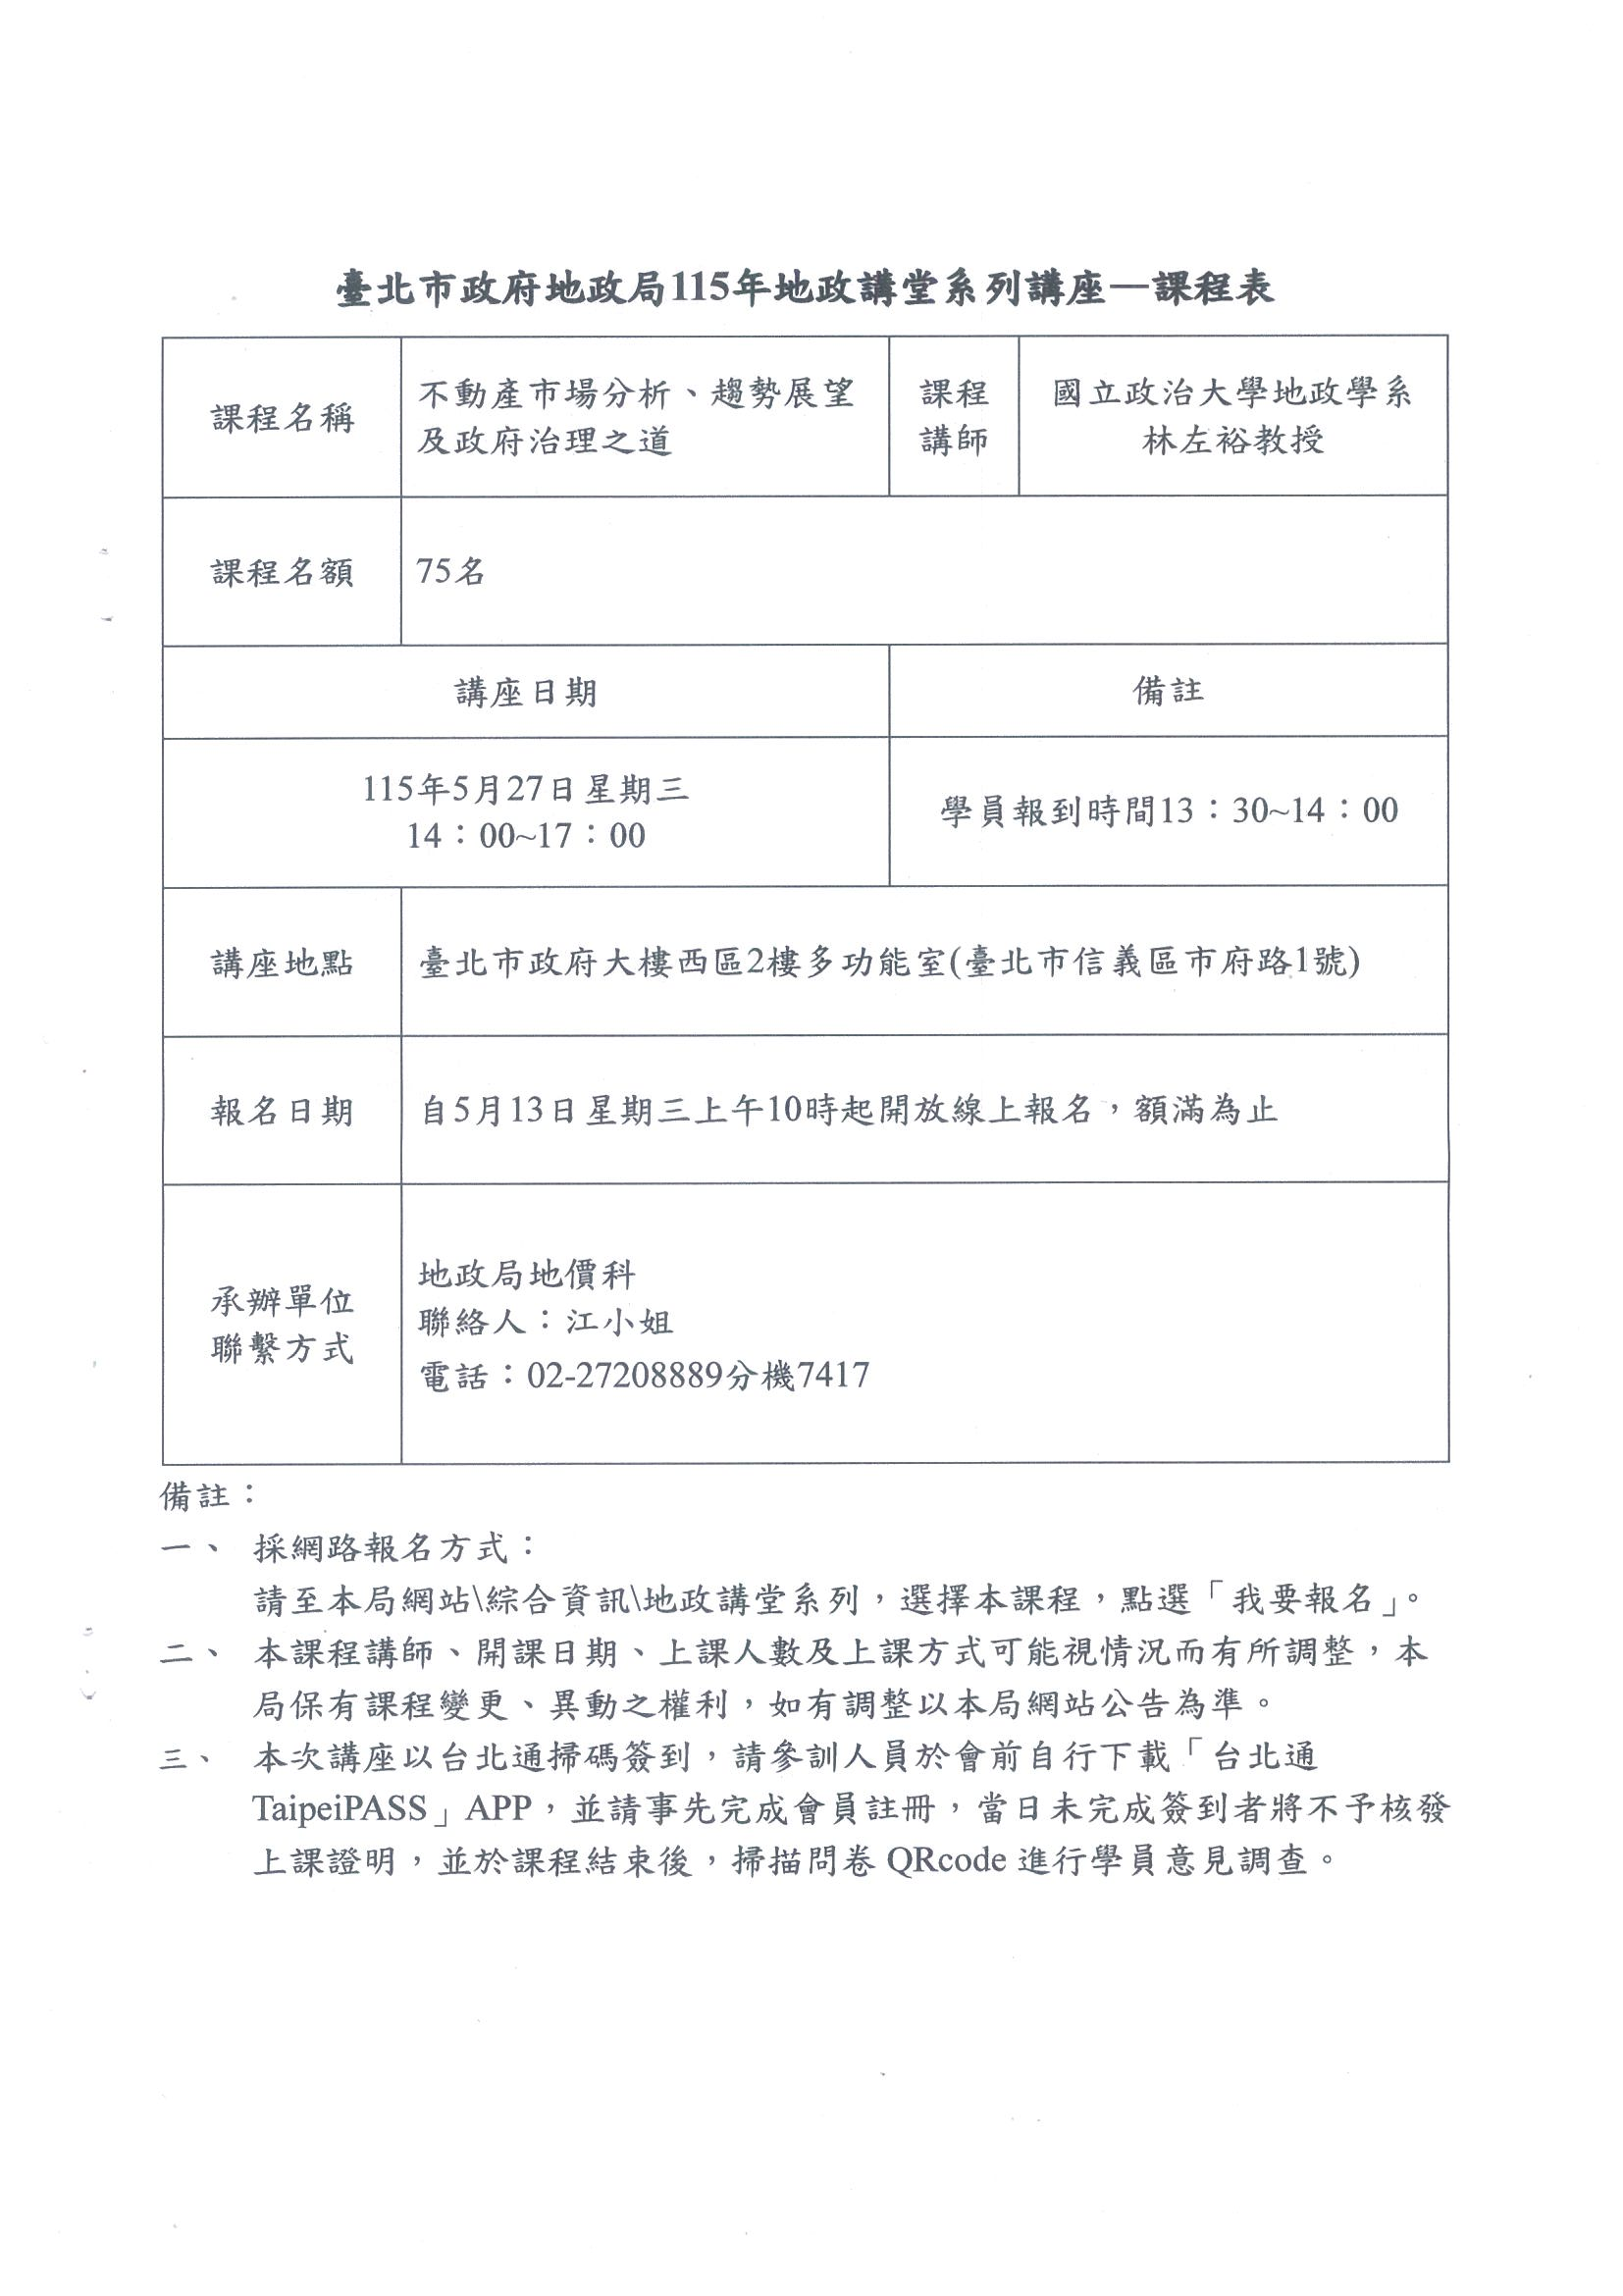 臺北市政府地政局115年地政講堂系列講座—課程表
課程名稱
不動產市場分析、趨勢展望
及政府治理之道
課程
講師
國立政治大學地政學系
林左裕教授
課程名額
75名
講座日期
備註
115年5月27日星期三
14：00~17：00
學員報到時間13：30~14：00
講座地點
臺北市政府大樓西區2樓多功能室(臺北市信義區市府路1號)
報名日期
自5月13日星期三上午10時起開放線上報名，額滿為止
承辦單位
聯繫方式
地政局地價科
聯絡人：江小姐
電話：02-27208889分機7417
備註：
一、 採網路報名方式：
請至本局網站\綜合資訊\地政講堂系列，選擇本課程，點選「我要報名」。
二、 本課程講師、開課日期、上課人數及上課方式可能視情況而有所調整，本
局保有課程變更、異動之權利，如有調整以本局網站公告為準。
三、 本次講座以台北通掃碼簽到，請參訓人員於會前自行下載「台北通
TaipeiPASS」APP，並請事先完成會員註冊，當日未完成簽到者將不予核發
上課證明，並於課程結束後，掃描問卷 QRcode 進行學員意見調查。